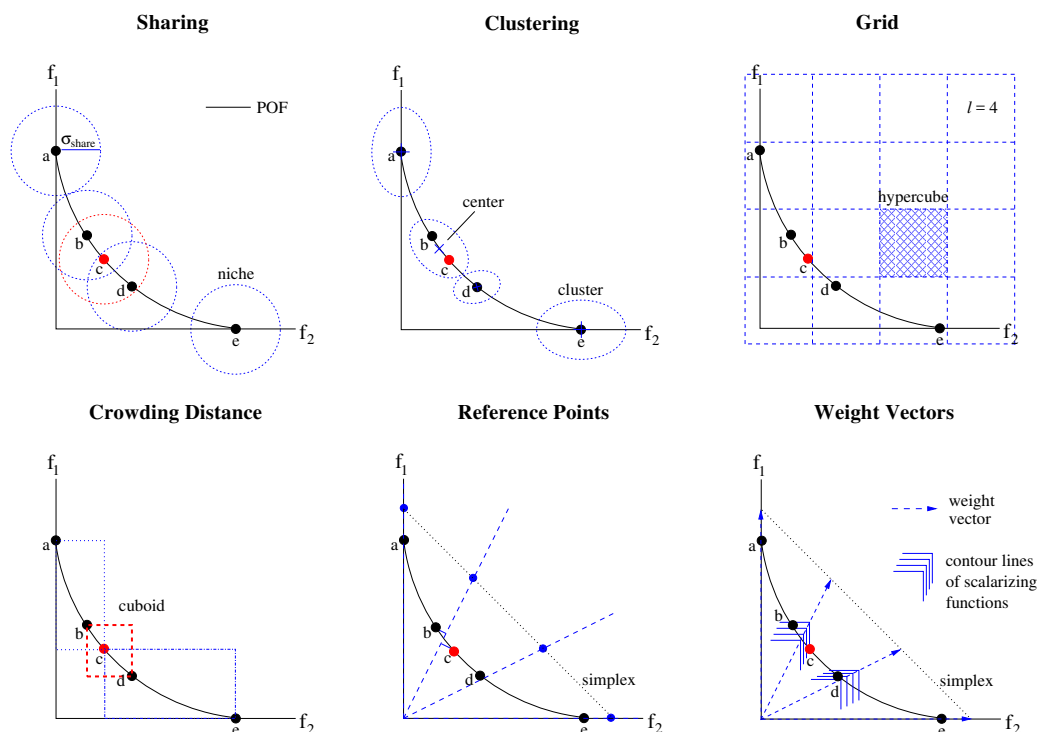 Sharing
f1
POF
σshare
a
b
c
d
niche
e
f2
Clustering
f1
a
center
b
c
d
cluster
e
f2
Grid
f1
l = 4
a
hypercube
b
c
d
e
f2
Crowding Distance
f1
a
cuboid
b
c
d
e
f2
Reference Points
f1
a
b
c
d
simplex
e
f2
Weight Vectors
f1
weight
vector
a
contour lines
of scalarizing
functions
b
c
d
simplex
e
f2